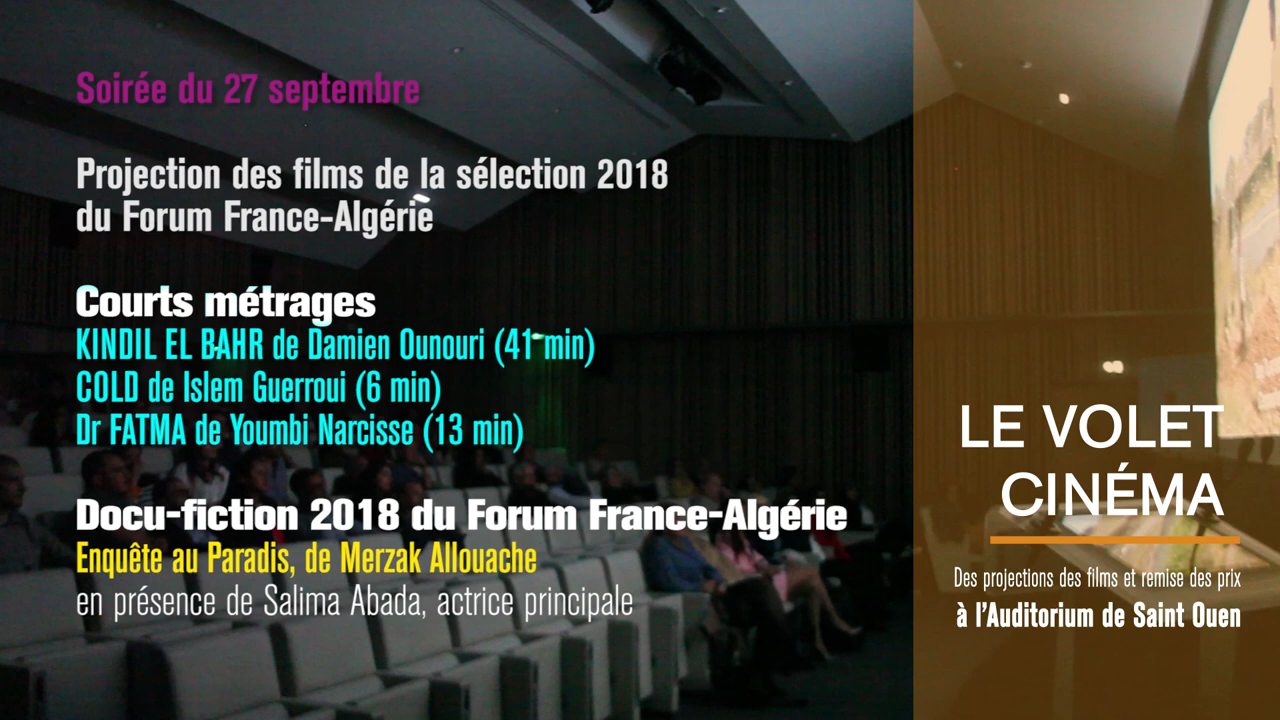 Soirée du 27 septembre
Projection des films de la sélection 2018
du Forum France-Algérie
Courts métrages
KINDIL EL BAHR de Damien Ounouri (41 min)
COLD de Islem Guerroui (6 min)
Dr FATMA de Youmbi Narcisse (13 min)
Docu-fiction 2018 du Forum France-Algérie
Enquête au Paradis, de Merzak Allouache
en présence de Salima Abada, actrice principale
LE VOLET
CINÉMA
Des projections des films et remise des prix
à l'Auditorium de Saint Ouen